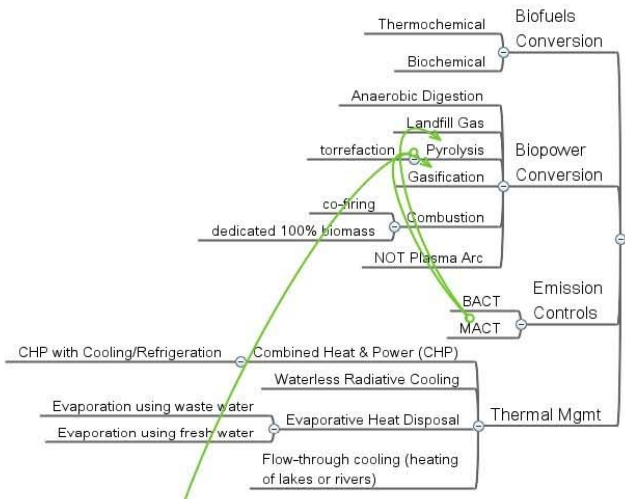 Biofuels
Conversion
Thermochemical
Biochemical
Biopower
Conversion
Anaerobic Digestion
Landfill Gas
Pyrolysis
torrefaction
Gasification
Combustion
co-firing
dedicated 100% biomass
NOT Plasma Arc
Emission
Controls
BACT
MACT
Thermal Mgmt
Combined Heat & Power (CHP)
CHP with Cooling/Refrigeration
Waterless Radiative Cooling
Evaporative Heat Disposal
Evaporation using waste water
Evaporation using fresh water
Flow-through cooling (heating
of lakes or rivers)